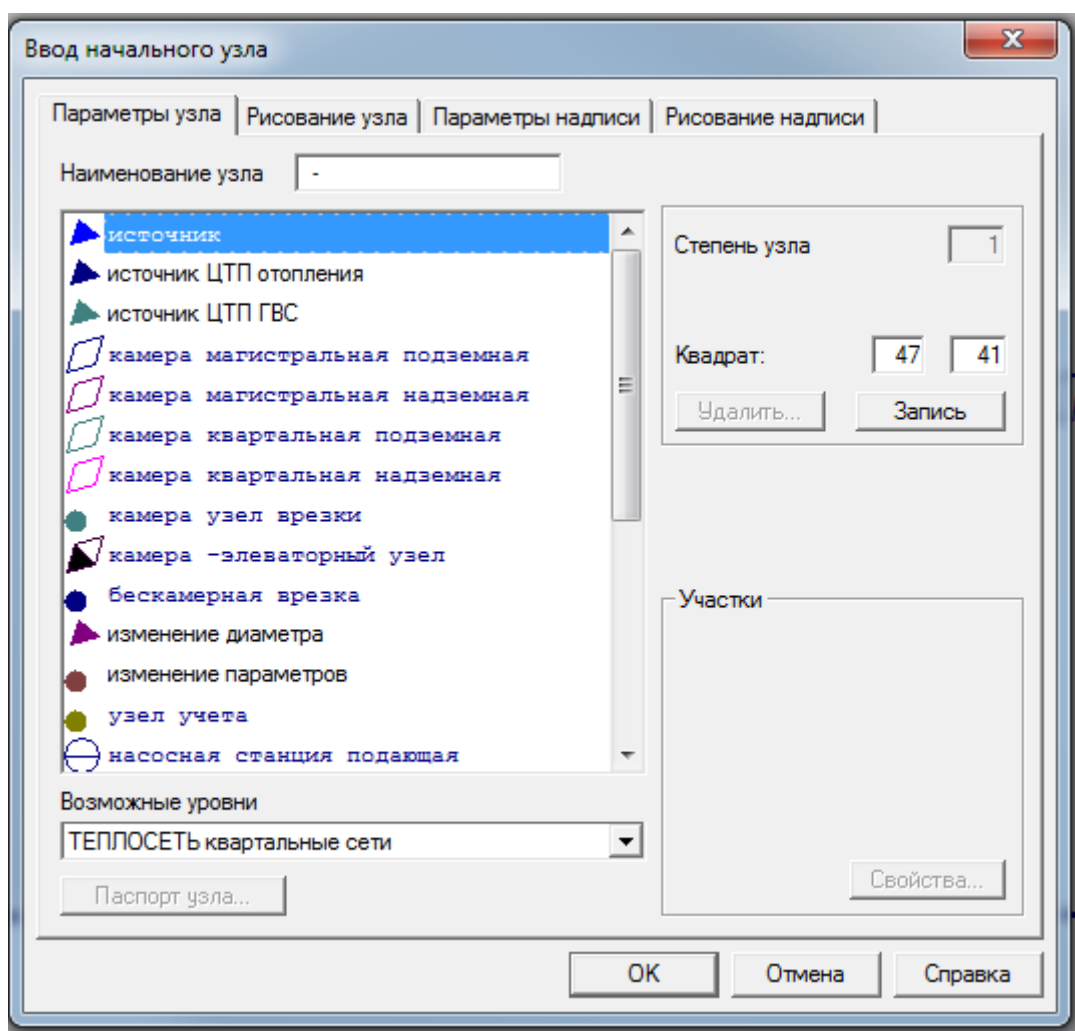 Ввод начального узла
Параметры узла Рисование узла Параметры надписи Рисование надписи
Наименование узла -
источник
источник ЦТП отопления
источник ЦТП ГВС
камера магистральная подземная
камера магистральная надземная
камера квартальная подземная
камера квартальная надземная
камера узел врезки
камера -элеваторный узел
бескамерная врезка
изменение диаметра
изменение параметров
узел учета
насосная станция подающая
Возможные уровни
ТЕПЛОСЕТЬ квартальные сети
Паспорт узла...
Степень узла 1
Квадрат: 47 41
Удалить... Запись
Участки
Свойства...
OK Отмена Справка